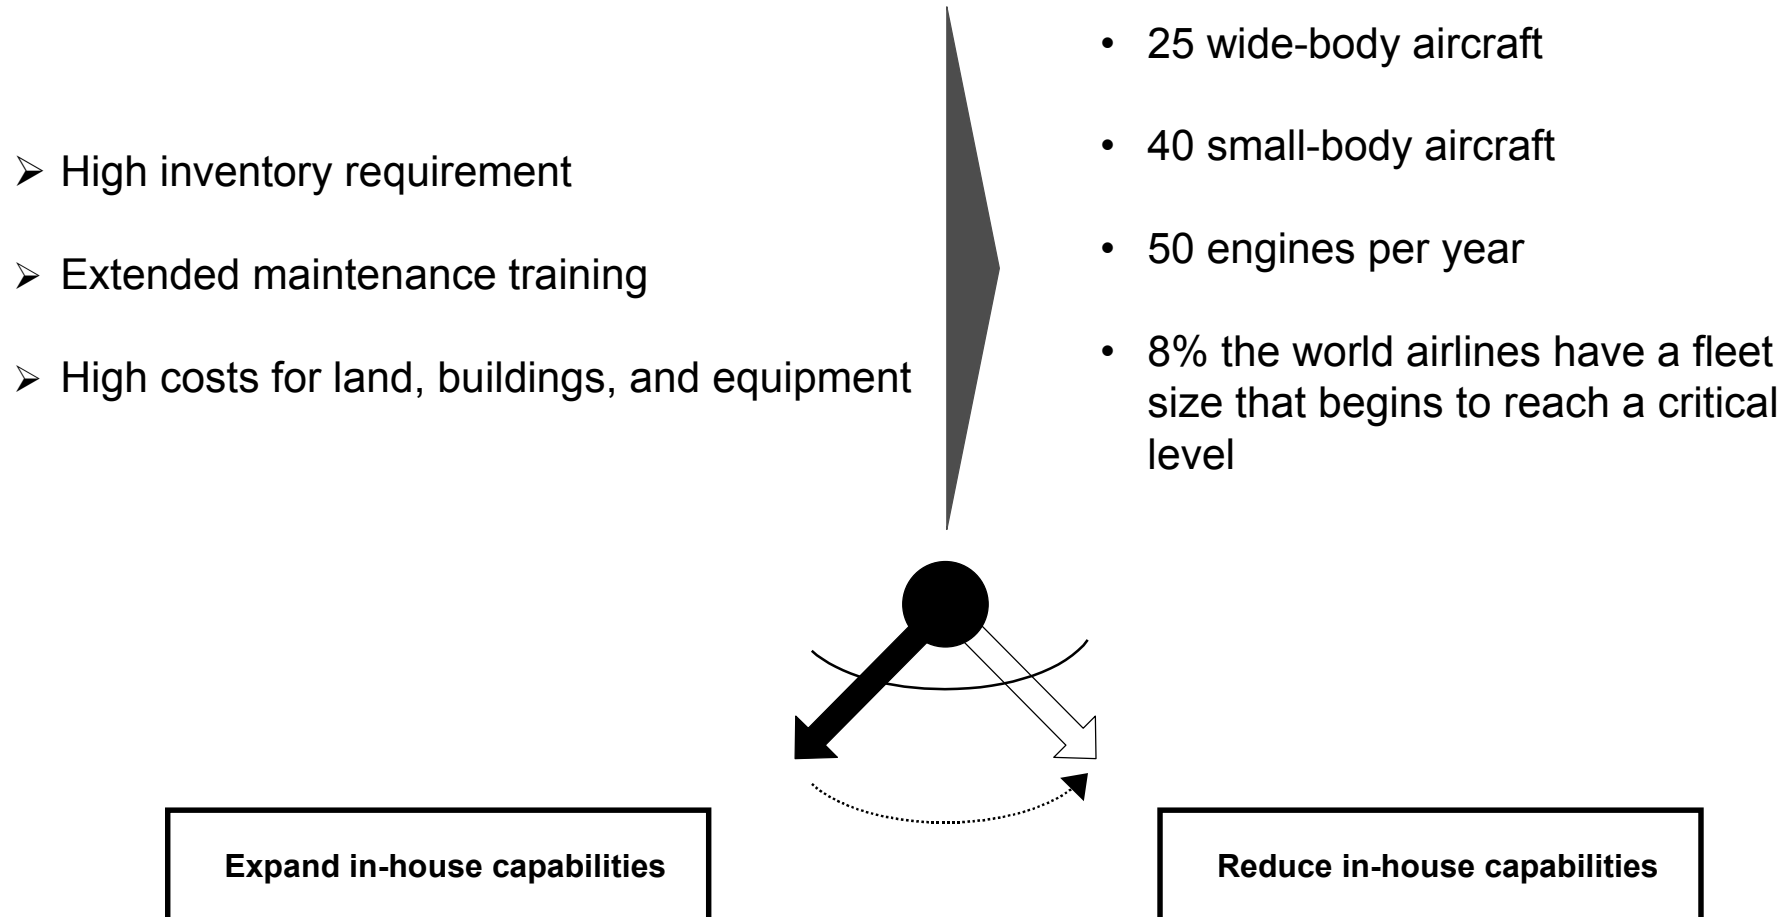 ➢ High inventory requirement
➢ Extended maintenance training
➢ High costs for land, buildings, and equipment
• 25 wide-body aircraft
• 40 small-body aircraft
• 50 engines per year
• 8% the world airlines have a fleet
size that begins to reach a critical
level
Expand in-house capabilities
Reduce in-house capabilities